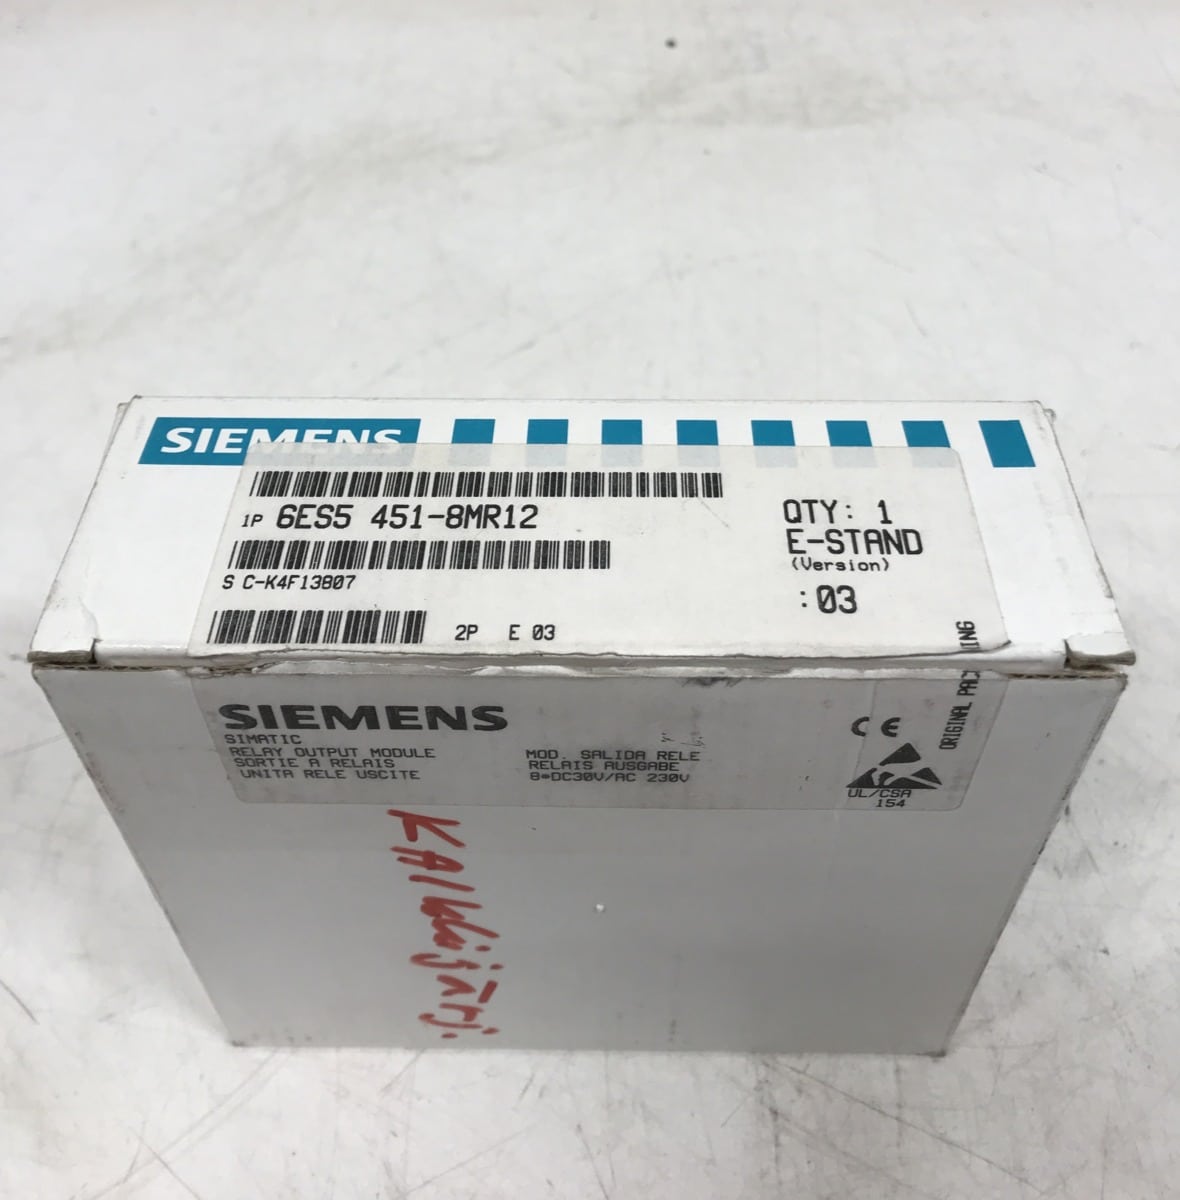 SIEMENS
1P 6ES5 451-8MR12
S C-K4F13807
2P E 03
QTY: 1
E-STAND
(Version)
:03
SIEMENS
SIMATIC
RELAY OUTPUT MODULE
SORTIE A RELAIS
UNITA RELE USCITE
MOD. SALIDA RELE
RELAIS AUSGABE
8*DC30V/AC 230V
CE
UL/CSA
154
ORIGINAL PACKING